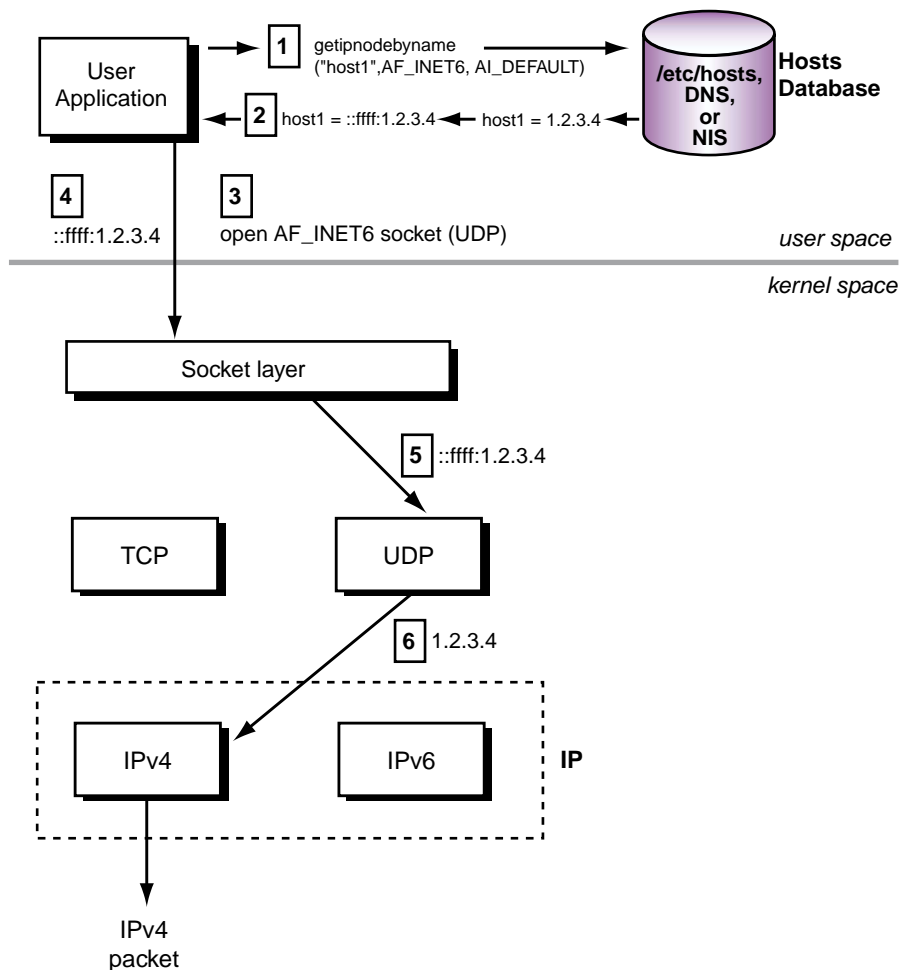 User
Application
1
getipnodebyname
("host1",AF_INET6, AI_DEFAULT)
/etc/hosts,
DNS,
or
NIS
Hosts
Database
2
host1 = ::ffff:1.2.3.4
host1 = 1.2.3.4
4
::ffff:1.2.3.4
3
open AF_INET6 socket (UDP)
user space
kernel space
Socket layer
5
::ffff:1.2.3.4
TCP
UDP
6
1.2.3.4
IPv4
IPv6
IP
IPv4
packet